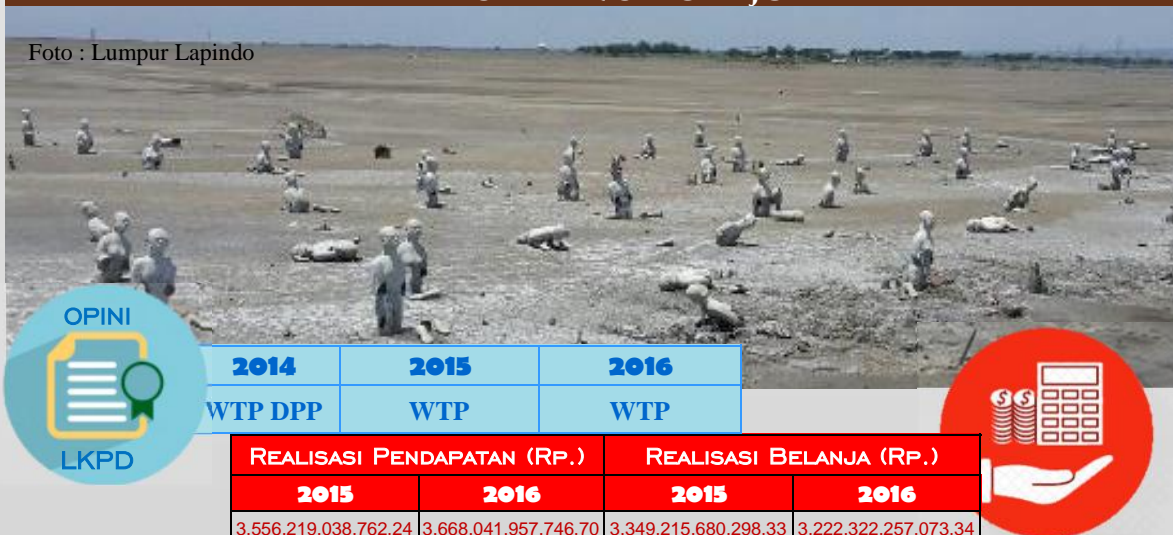 Foto : Lumpur Lapindo
OPINI
LKPD
2014 2015 2016
WTP DPP WTP WTP
REALISASI PENDAPATAN (RP.) REALISASI BELANJA (RP.)
2015 2016 2015 2016
3.556.219.038.762,24 3.668.041.957.746,70 3.349.215.680.298,33 3.222.322.257.073,34